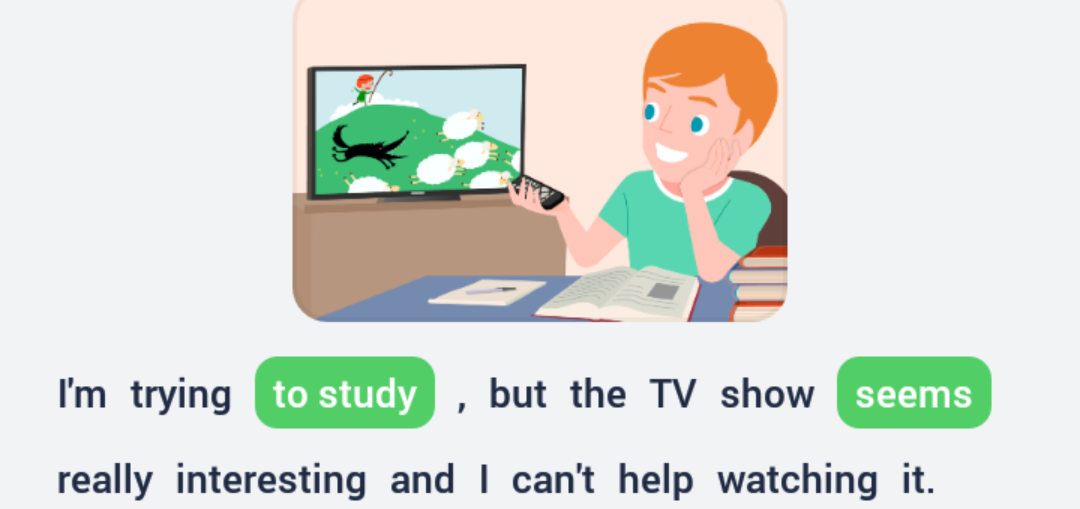 I'm trying to study , but the TV show seems
really interesting and I can't help watching it.